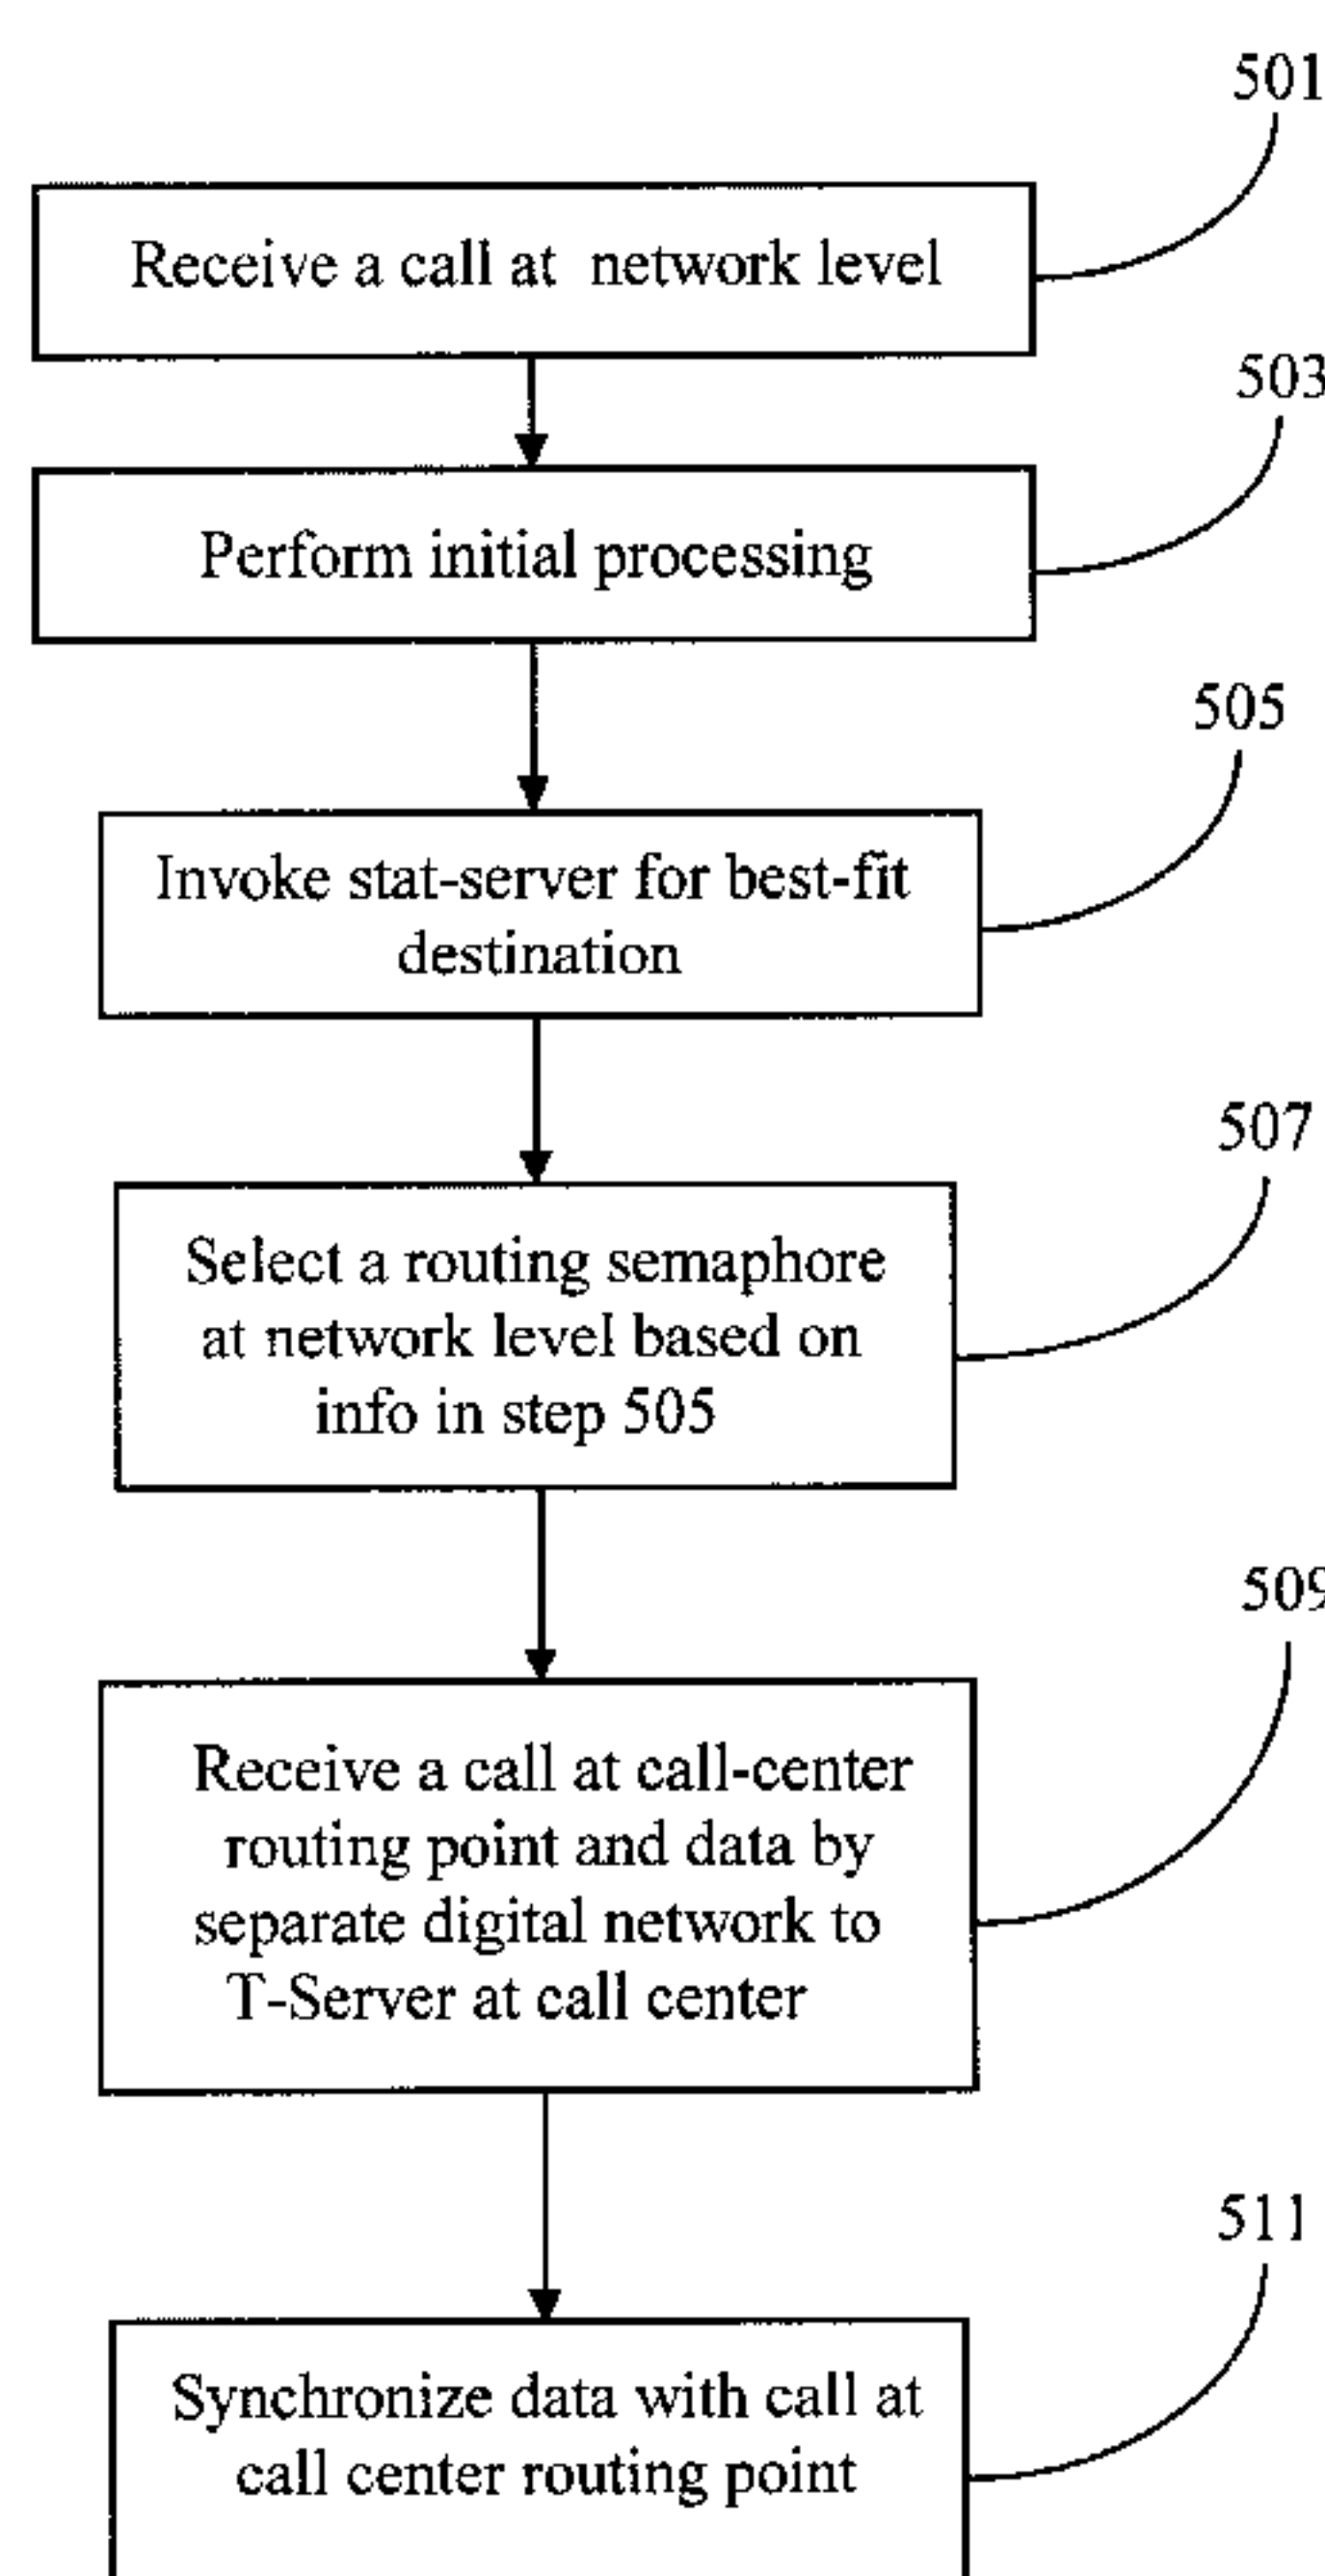 501
Receive a call at network level
503
Perform initial processing
505
Invoke stat-server for best-fit
destination
507
Select a routing semaphore
at network level based on
info in step 505
509
Receive a call at call-center
routing point and data by
separate digital network to
T-Server at call center
511
Synchronize data with call at
call center routing point